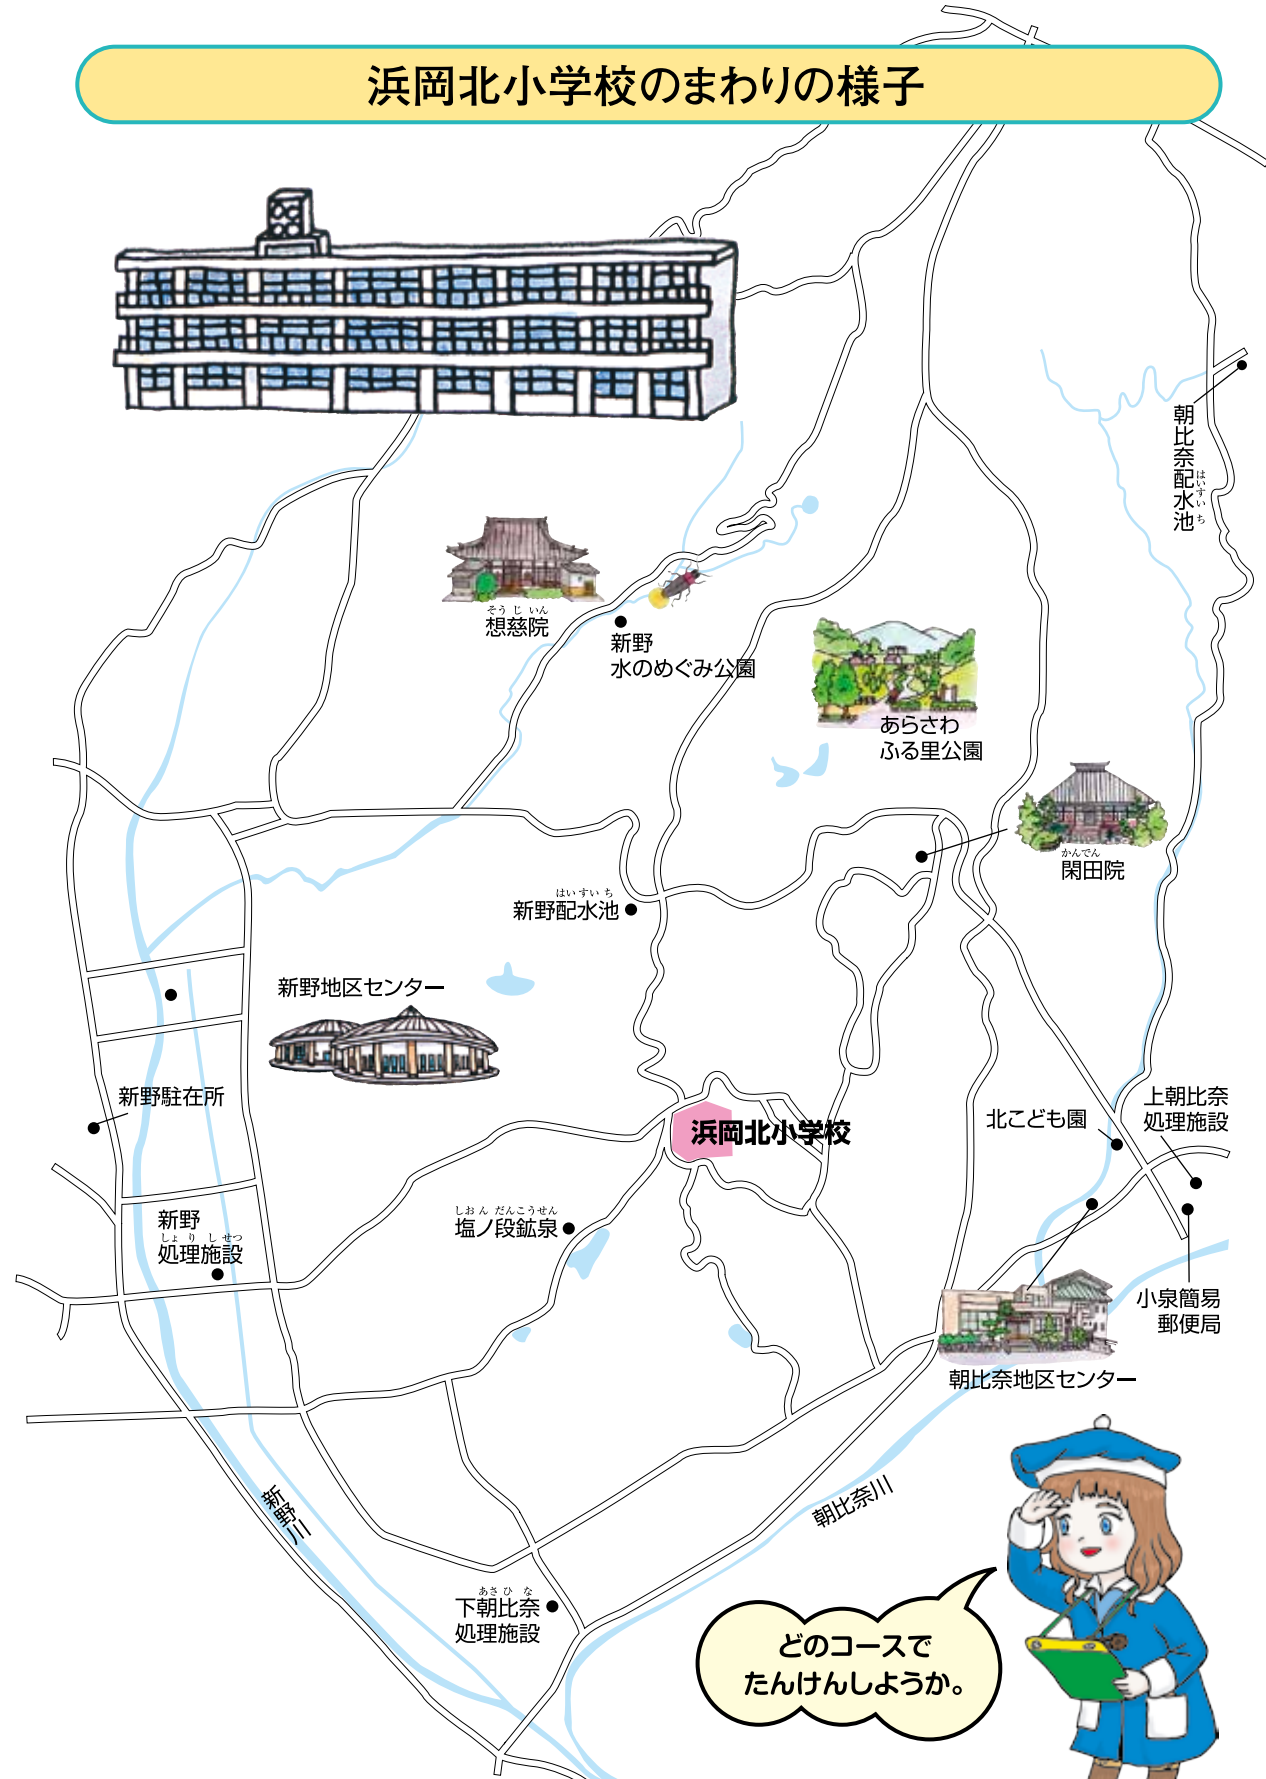 浜岡北小学校のまわりの様子
朝比奈配水池
はいすいち
そうじいん
想慈院
新野
水のめぐみ公園
あらさわ
ふる里公園
かんでん
閑田院
はいすいち
新野配水池
新野地区センター
新野駐在所
上朝比奈
処理施設
北こども園
浜岡北小学校
しおん だんこうせん
塩ノ段鉱泉
新野
しょりしせつ
処理施設
小泉簡易
郵便局
朝比奈地区センター
新野川
朝比奈川
あさひな
下朝比奈
処理施設
どのコースで
たんけんしようか。